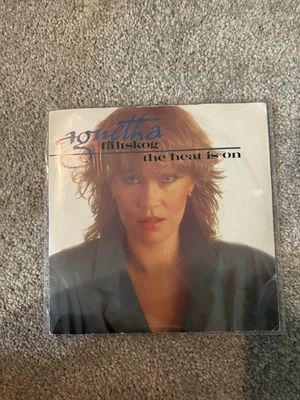 agnetha
fältskog
the heat is on